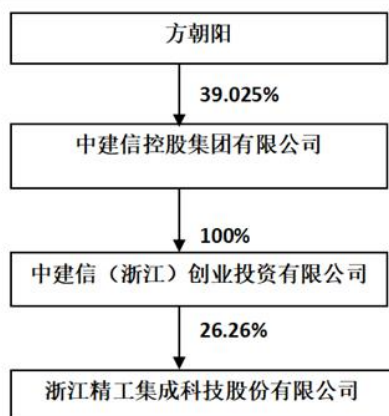 方朝阳
39.025%
中建信控股集团有限公司
100%
中建信（浙江）创业投资有限公司
26.26%
浙江精工集成科技股份有限公司